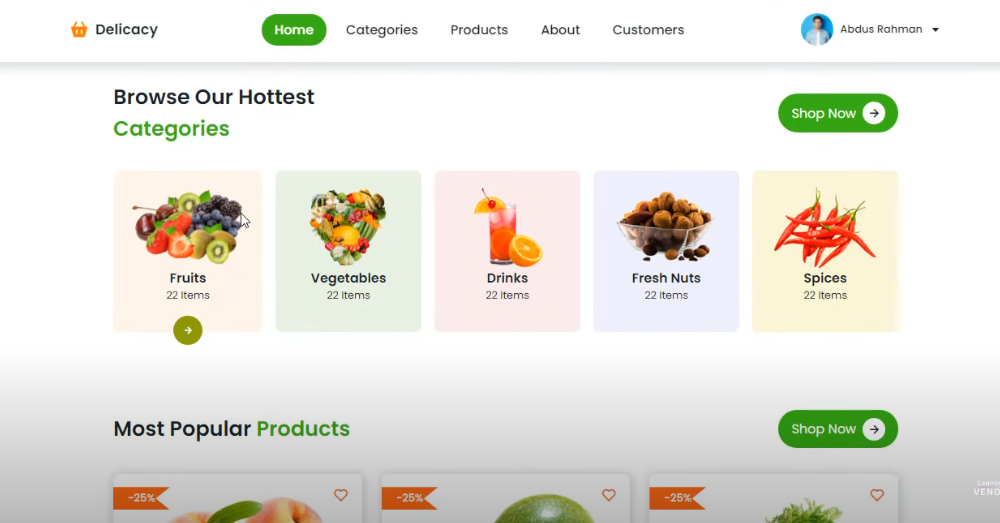 Delicacy
Home
Categories
Products
About
Customers
Abdus Rahman
Browse Our Hottest
Categories
Shop Now
Fruits
22 Items
Vegetables
22 Items
Drinks
22 Items
Fresh Nuts
22 Items
Spices
22 Items
Most Popular Products
Shop Now
-25%
-25%
-25%